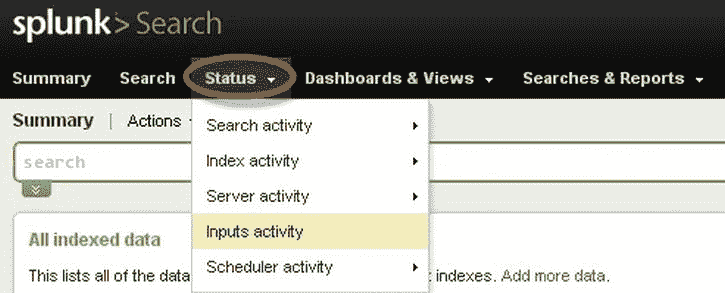 splunk> Search
Summary Search Status Dashboards & Views Searches & Reports
Summary | Actions
search
Search activity
Index activity
Server activity
Inputs activity
Scheduler activity
All indexed data
This lists all of the data indexes. Add more data.